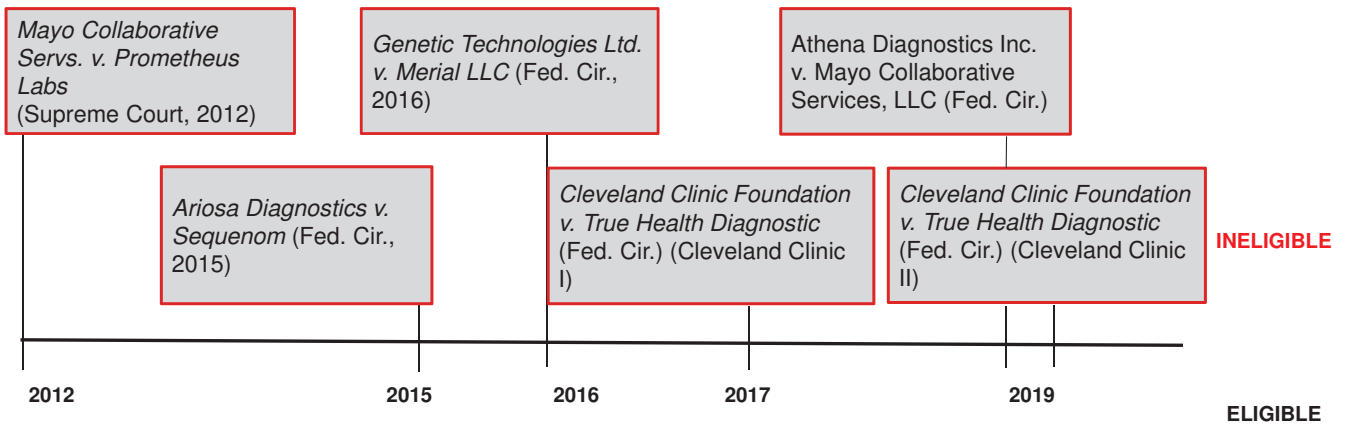 Mayo Collaborative
Servs. v. Prometheus
Labs
(Supreme Court, 2012)
Genetic Technologies Ltd.
v. Merial LLC (Fed. Cir.,
2016)
Athena Diagnostics Inc.
v. Mayo Collaborative
Services, LLC (Fed. Cir.)
Ariosa Diagnostics v.
Sequenom (Fed. Cir.,
2015)
Cleveland Clinic Foundation
v. True Health Diagnostic
(Fed. Cir.) (Cleveland Clinic
I)
Cleveland Clinic Foundation
v. True Health Diagnostic
(Fed. Cir.) (Cleveland Clinic
II)
INELIGIBLE
2012
2015
2016
2017
2019
ELIGIBLE